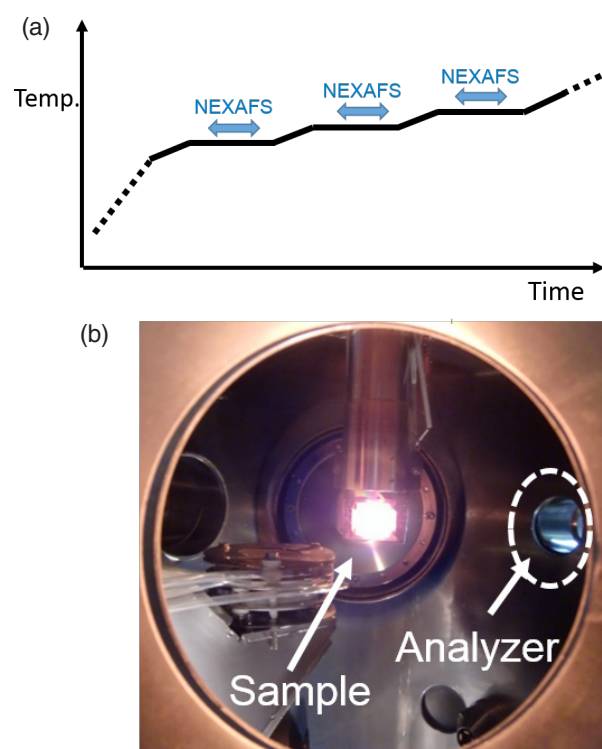 (a)
Temp.
NEXAFS
NEXAFS
NEXAFS
Time
(b)
Analyzer
Sample